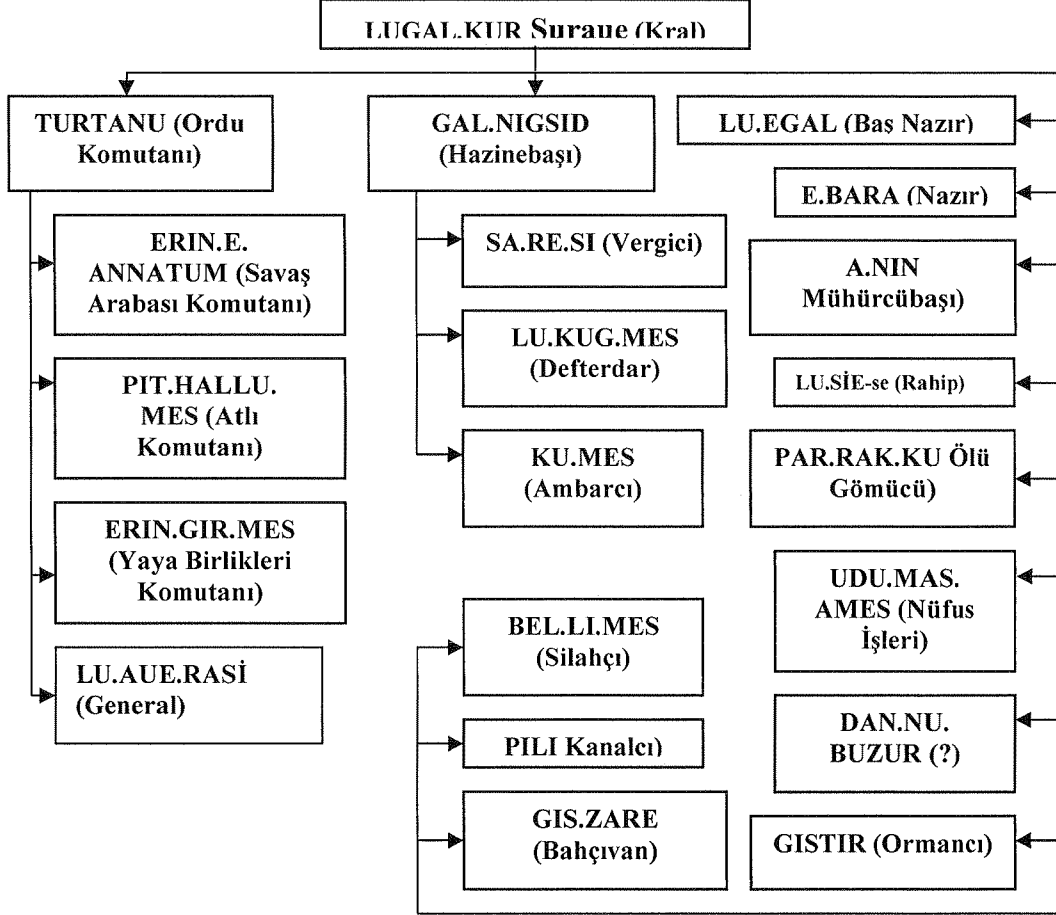 LUGAL.KUR Suraue (Kral)
TURTANU (Ordu
Komutanı)
ERIN.E.
ANNATUM (Savaş
Arabası Komutanı)
PIT.HALLU.
MES (Atlı
Komutanı)
ERIN.GIR.MES
(Yaya Birlikleri
Komutanı)
LU.AUE.RASİ
(General)
GAL.NIGSID
(Hazinebaşı)
SA.RE.SI (Vergici)
LU.KUG.MES
(Defterdar)
KU.MES
(Ambarcı)
LU.EGAL (Baş Nazır)
E.BARA (Nazır)
A.NIN
Mühürcübaşı)
LU.SİE-se (Rahip)
PAR.RAK.KU Ölü
Gömücü)
UDU.MAS.
AMES (Nüfus
İşleri)
DAN.NU.
BUZUR (?)
GISTIR (Ormancı)
BEL.LI.MES
(Silahçı)
PILI Kanalcı)
GIS.ZARE
(Bahçıvan)